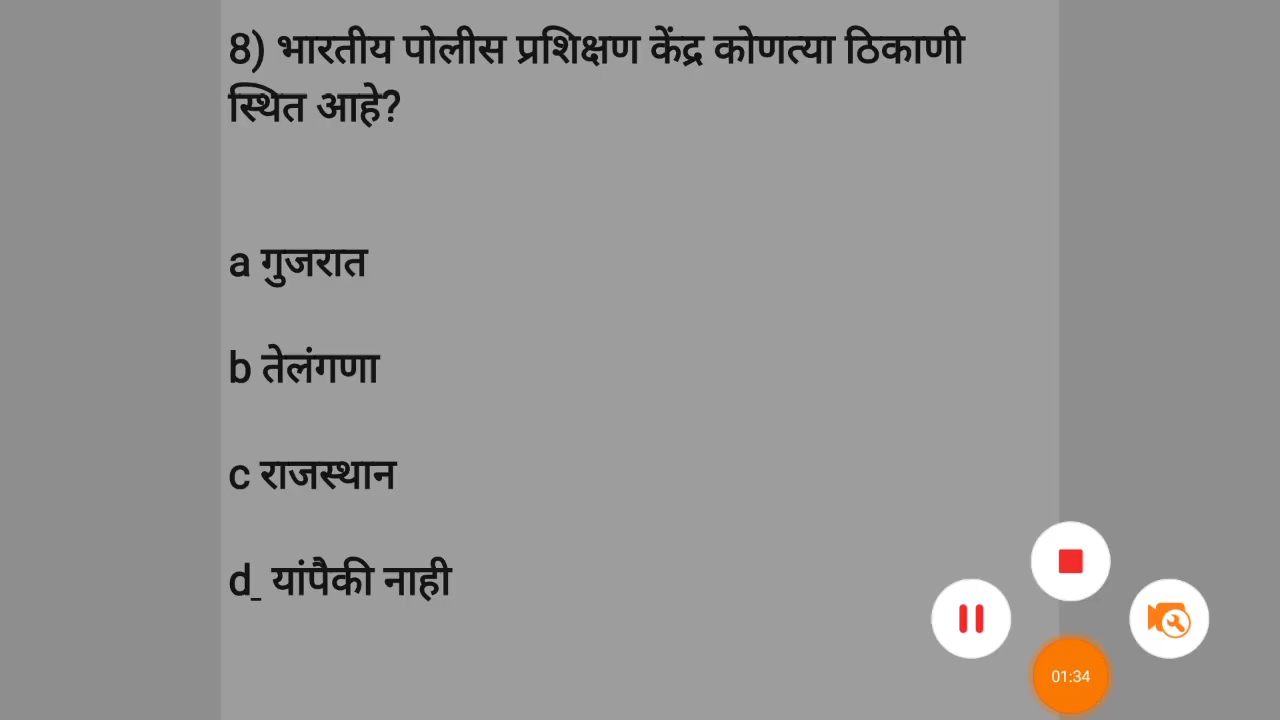 8) भारतीय पोलीस प्रशिक्षण केंद्र कोणत्या ठिकाणी
स्थित आहे?
a गुजरात
b तेलंगणा
c राजस्थान
d_ यांपैकी नाही
01:34